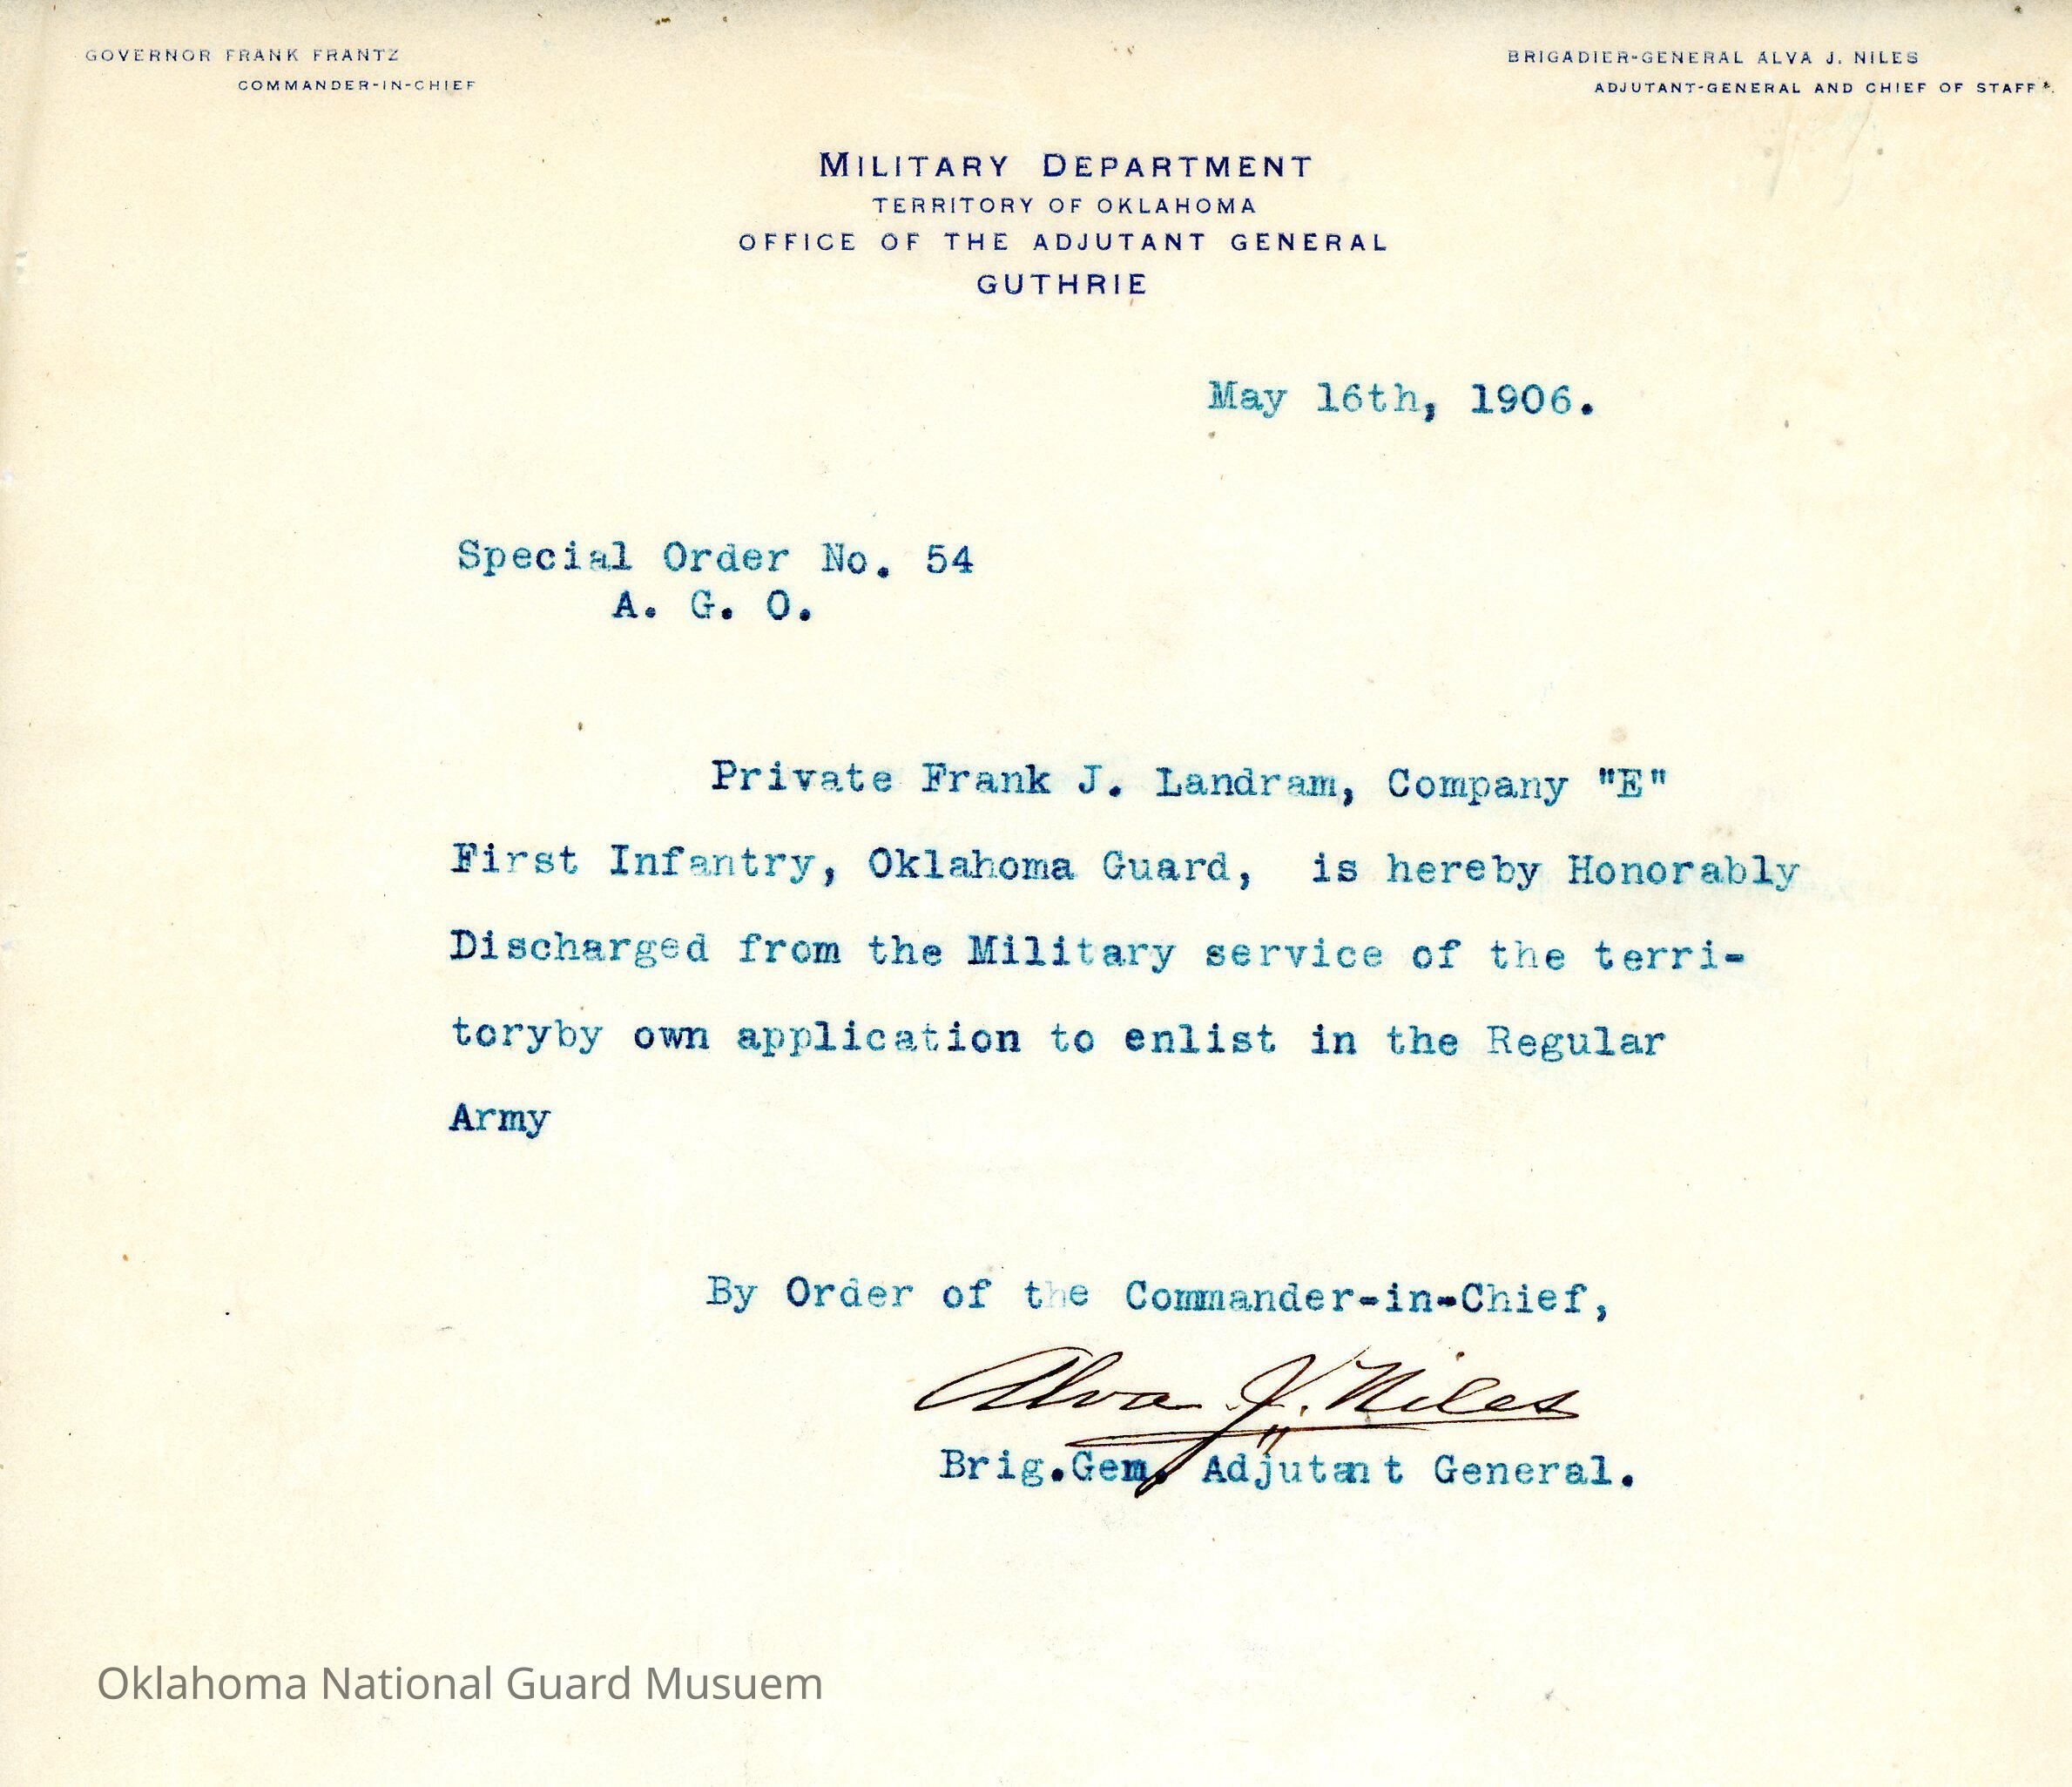 GOVERNOR FRANK FRANTZ
COMMANDER-IN-CHIEF
BRIGADIER-GENERAL ALVA J. NILES
ADJUTANT-GENERAL AND CHIEF OF STAFF
MILITARY DEPARTMENT
TERRITORY OF OKLAHOMA
OFFICE OF THE ADJUTANT GENERAL
GUTHRIE
May 16th, 1906.
Special Order No. 54
A. G. O.
Private Frank J. Landram, Company "E"
First Infantry, Oklahoma Guard, is hereby Honorably
Discharged from the Military service of the terri-
toryby own application to enlist in the Regular
Army
By Order of the Commander-in-Chief,
Alva J. Niles
Brig.Gem. Adjutant General.
Oklahoma National Guard Musuem